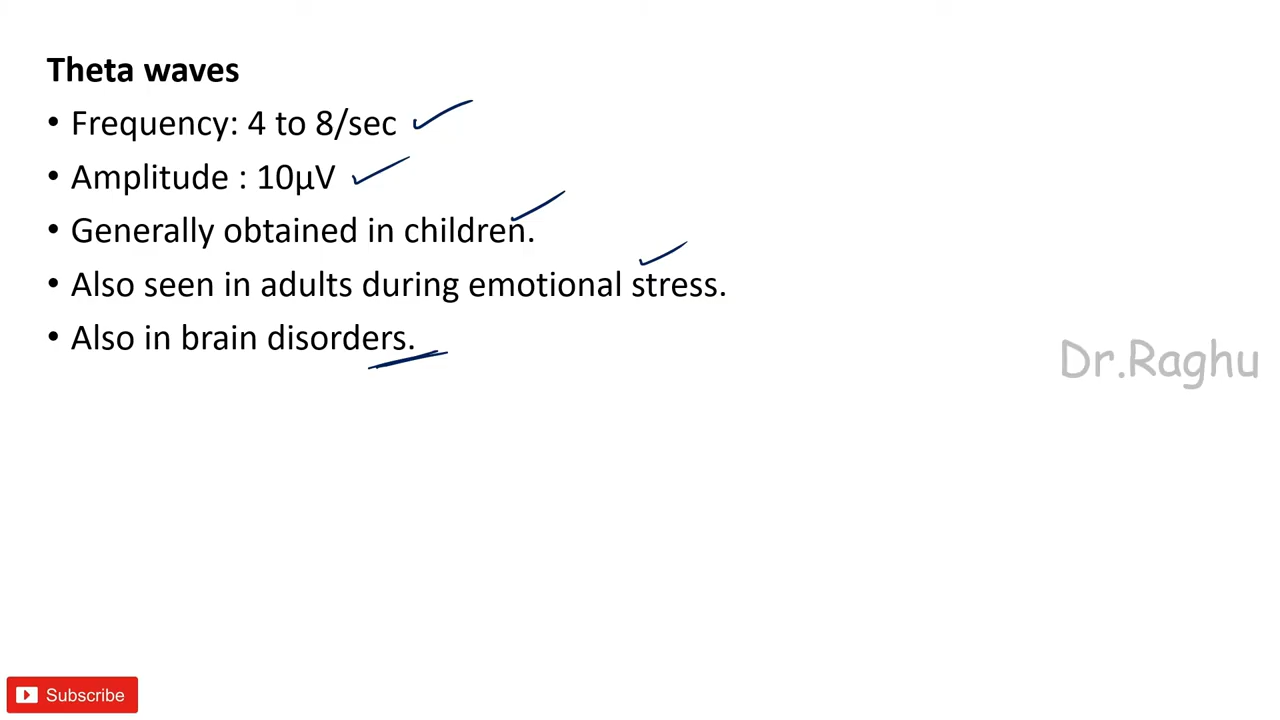 Theta waves
• Frequency: 4 to 8/sec
• Amplitude : 10µV
• Generally obtained in children.
• Also seen in adults during emotional stress.
• Also in brain disorders.
Dr.Raghu
Subscribe